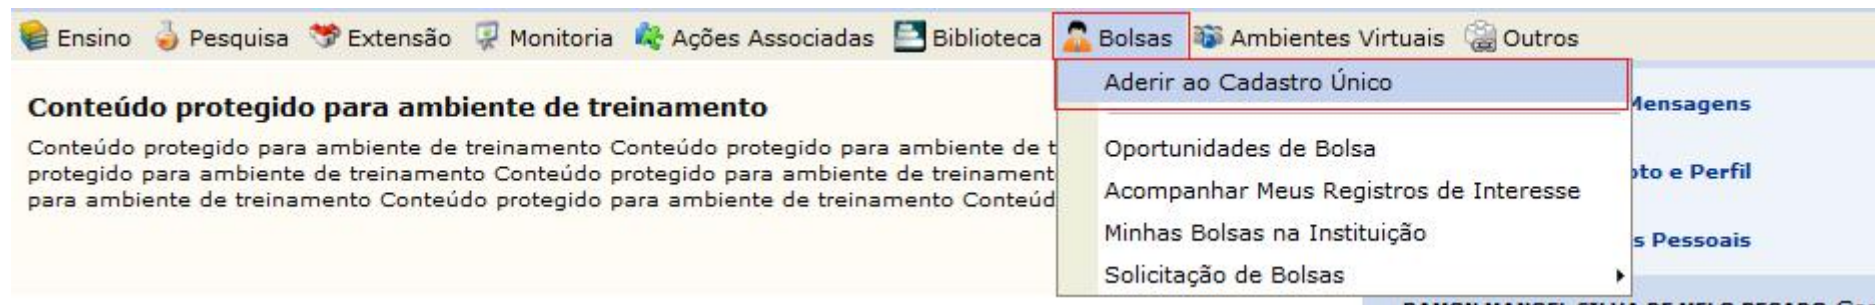 Ensino Pesquisa Extensão Monitoria Ações Associadas Biblioteca Bolsas Ambientes Virtuais Outros
Aderir ao Cadastro Único
Conteúdo protegido para ambiente de treinamento
Mensagens
Conteúdo protegido para ambiente de treinamento Conteúdo protegido para ambiente de t
Oportunidades de Bolsa
protegido para ambiente de treinamento Conteúdo protegido para ambiente de treinament
oto e Perfil
Acompanhar Meus Registros de Interesse
para ambiente de treinamento Conteúdo protegido para ambiente de treinamento Conteúd
Minhas Bolsas na Instituição
s Pessoais
Solicitação de Bolsas